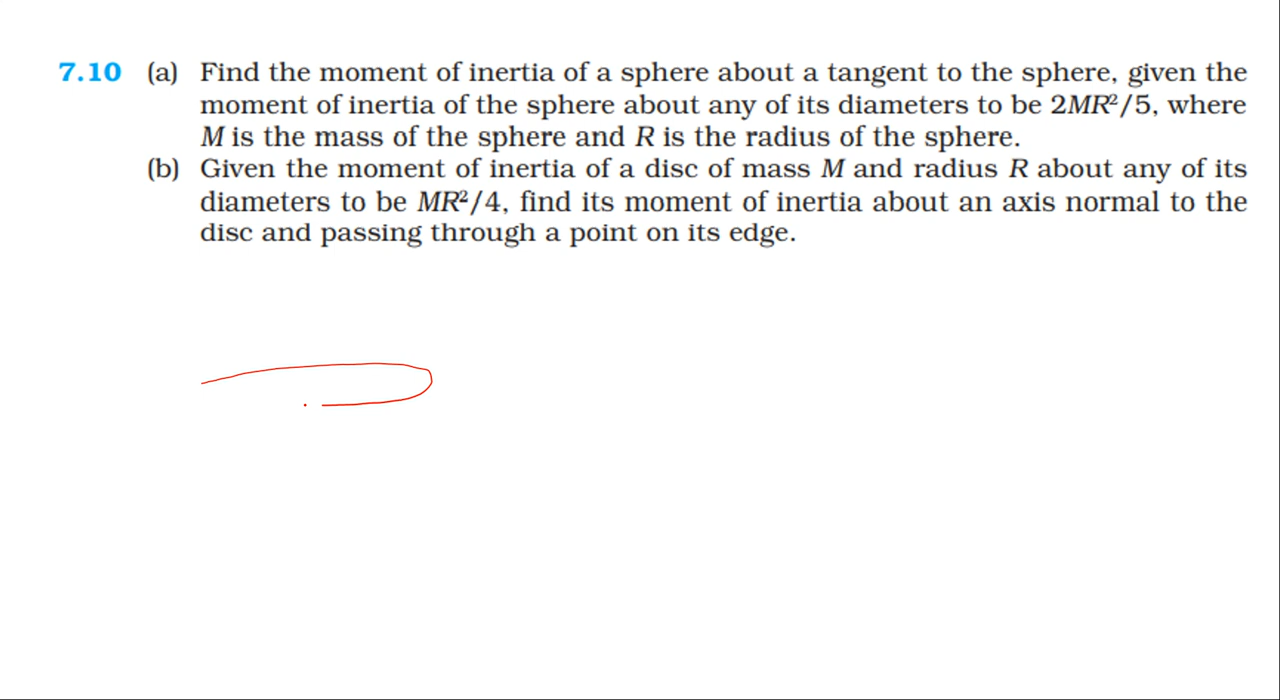 7.10 (a) Find the moment of inertia of a sphere about a tangent to the sphere, given the
moment of inertia of the sphere about any of its diameters to be 2MR²/5, where
M is the mass of the sphere and R is the radius of the sphere.
(b) Given the moment of inertia of a disc of mass M and radius R about any of its
diameters to be MR²/4, find its moment of inertia about an axis normal to the
disc and passing through a point on its edge.